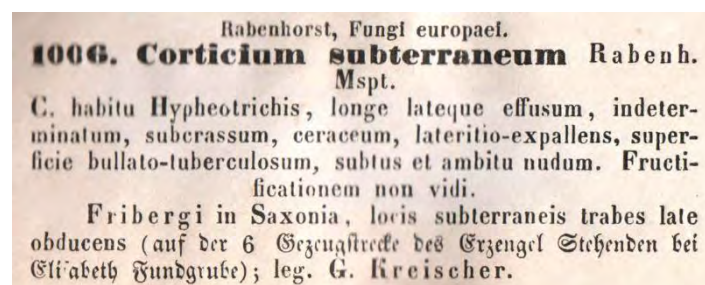 Rabenhorst, Fungi europaei.
1006. Corticium subterraneum Rabenh.
Mspt.
C. habitu Hypheotrichis, longe lateque effusum, indeter-
minatum, subcrassum, ceraceum, lateritio-expallens, super-
ficie bullato-tuberculosum, subtus et ambitu nudum. Fructi-
ficationem non vidi.
Fribergi in Saxonia, locis subterraneis trabes late
obducens (auf der 6 Gezeugstrecke des Erzengel Stehenden bei
Elisabeth Fundgrube); leg. G. Kreischer.